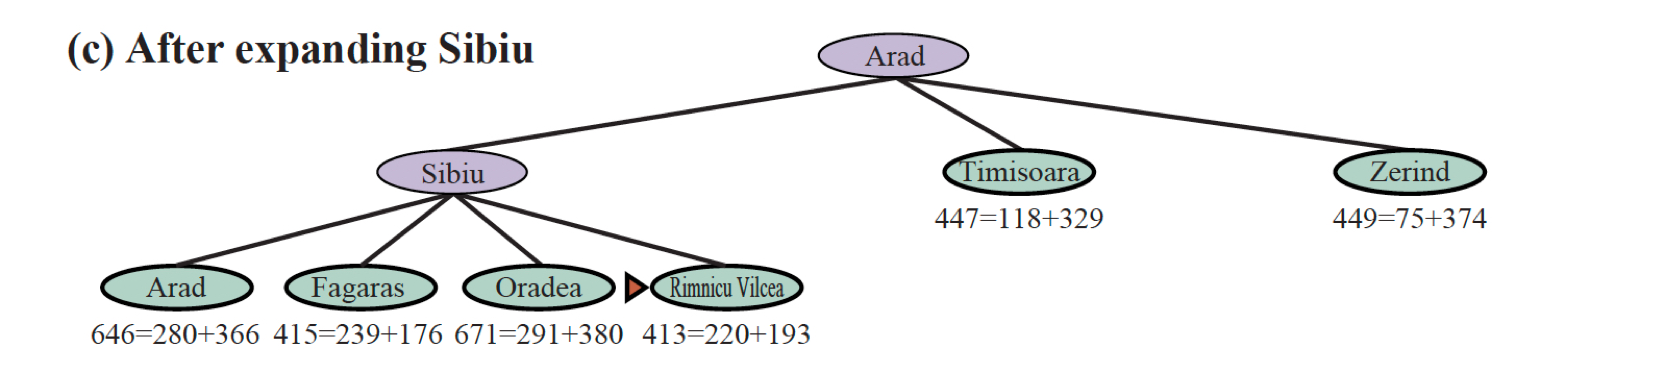 (c) After expanding Sibiu
Arad
Sibiu
Timisoara
Zerind
447=118+329
449=75+374
Arad
Fagaras
Oradea
Rimnicu Vilcea
646=280+366
415=239+176
671=291+380
413=220+193